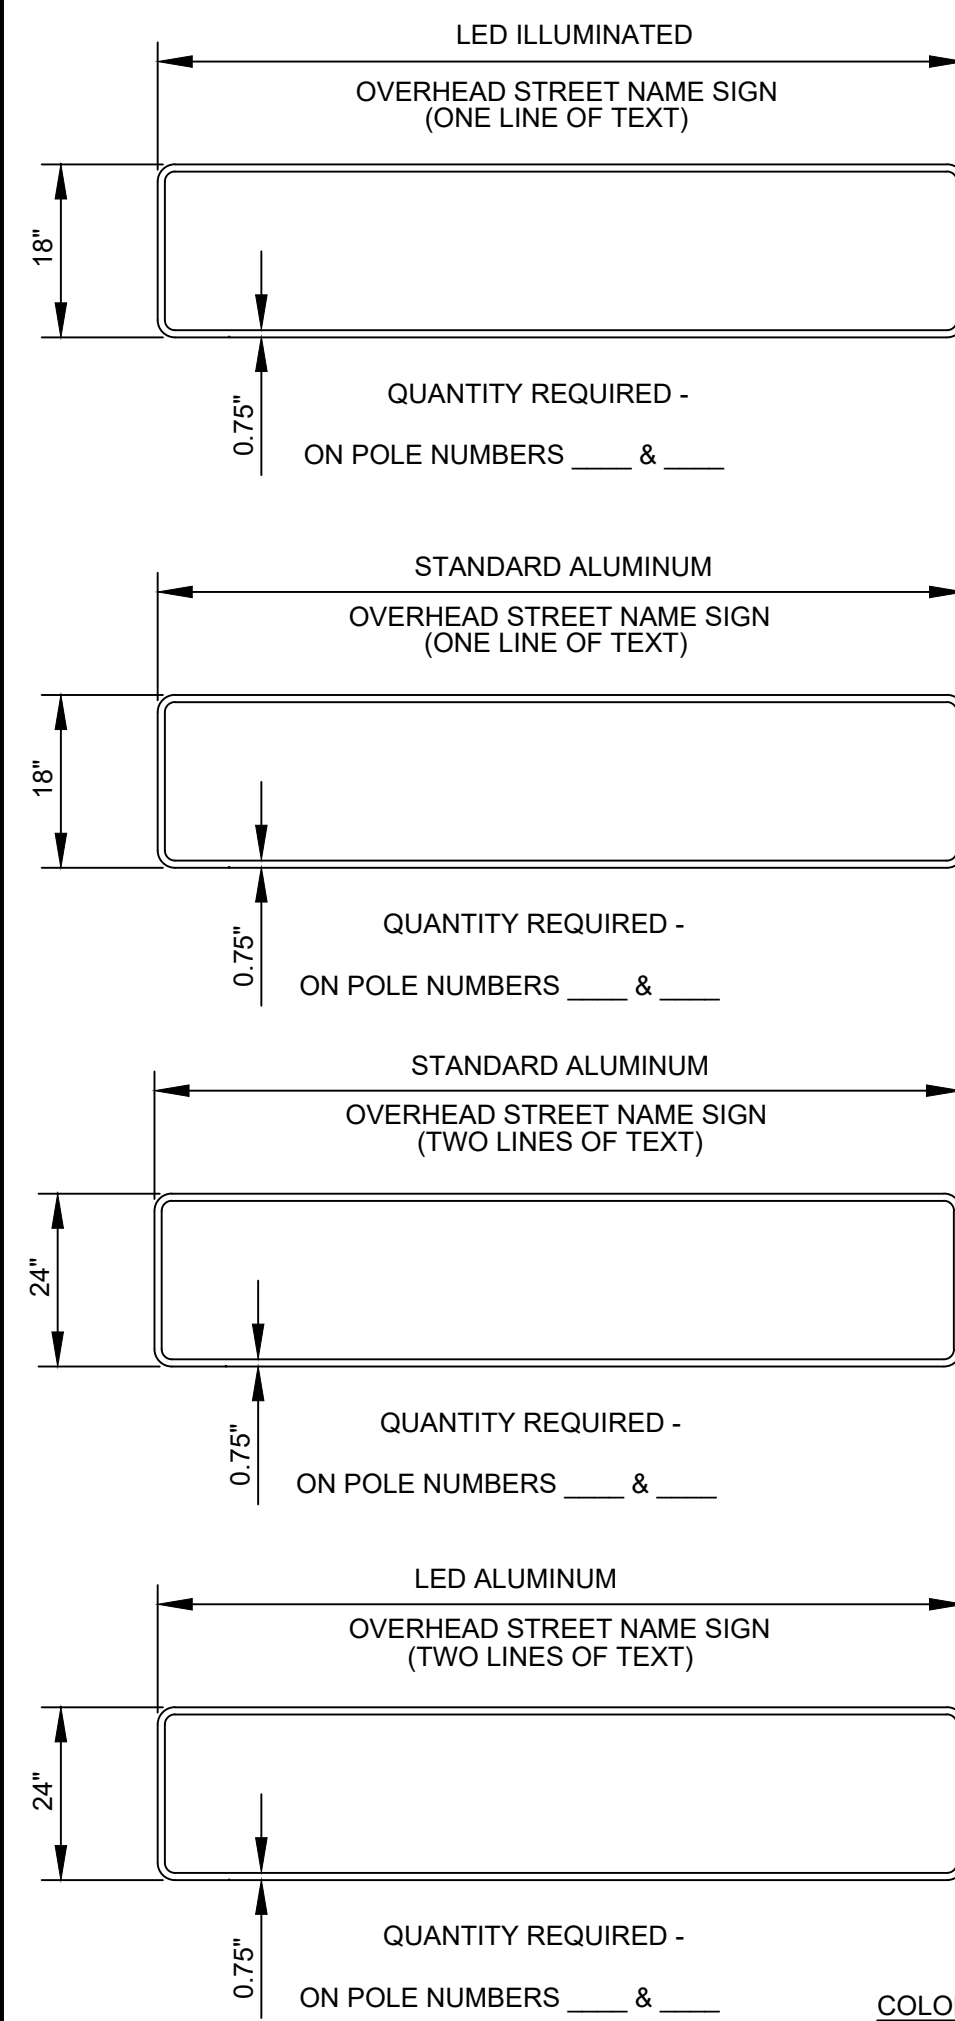 LED ILLUMINATED
OVERHEAD STREET NAME SIGN
(ONE LINE OF TEXT)
18"
0.75"
QUANTITY REQUIRED -
ON POLE NUMBERS ____ & ____
STANDARD ALUMINUM
OVERHEAD STREET NAME SIGN
(ONE LINE OF TEXT)
18"
0.75"
QUANTITY REQUIRED -
ON POLE NUMBERS ____ & ____
STANDARD ALUMINUM
OVERHEAD STREET NAME SIGN
(TWO LINES OF TEXT)
24"
0.75"
QUANTITY REQUIRED -
ON POLE NUMBERS ____ & ____
LED ALUMINUM
OVERHEAD STREET NAME SIGN
(TWO LINES OF TEXT)
24"
0.75"
QUANTITY REQUIRED -
ON POLE NUMBERS ____ & ____